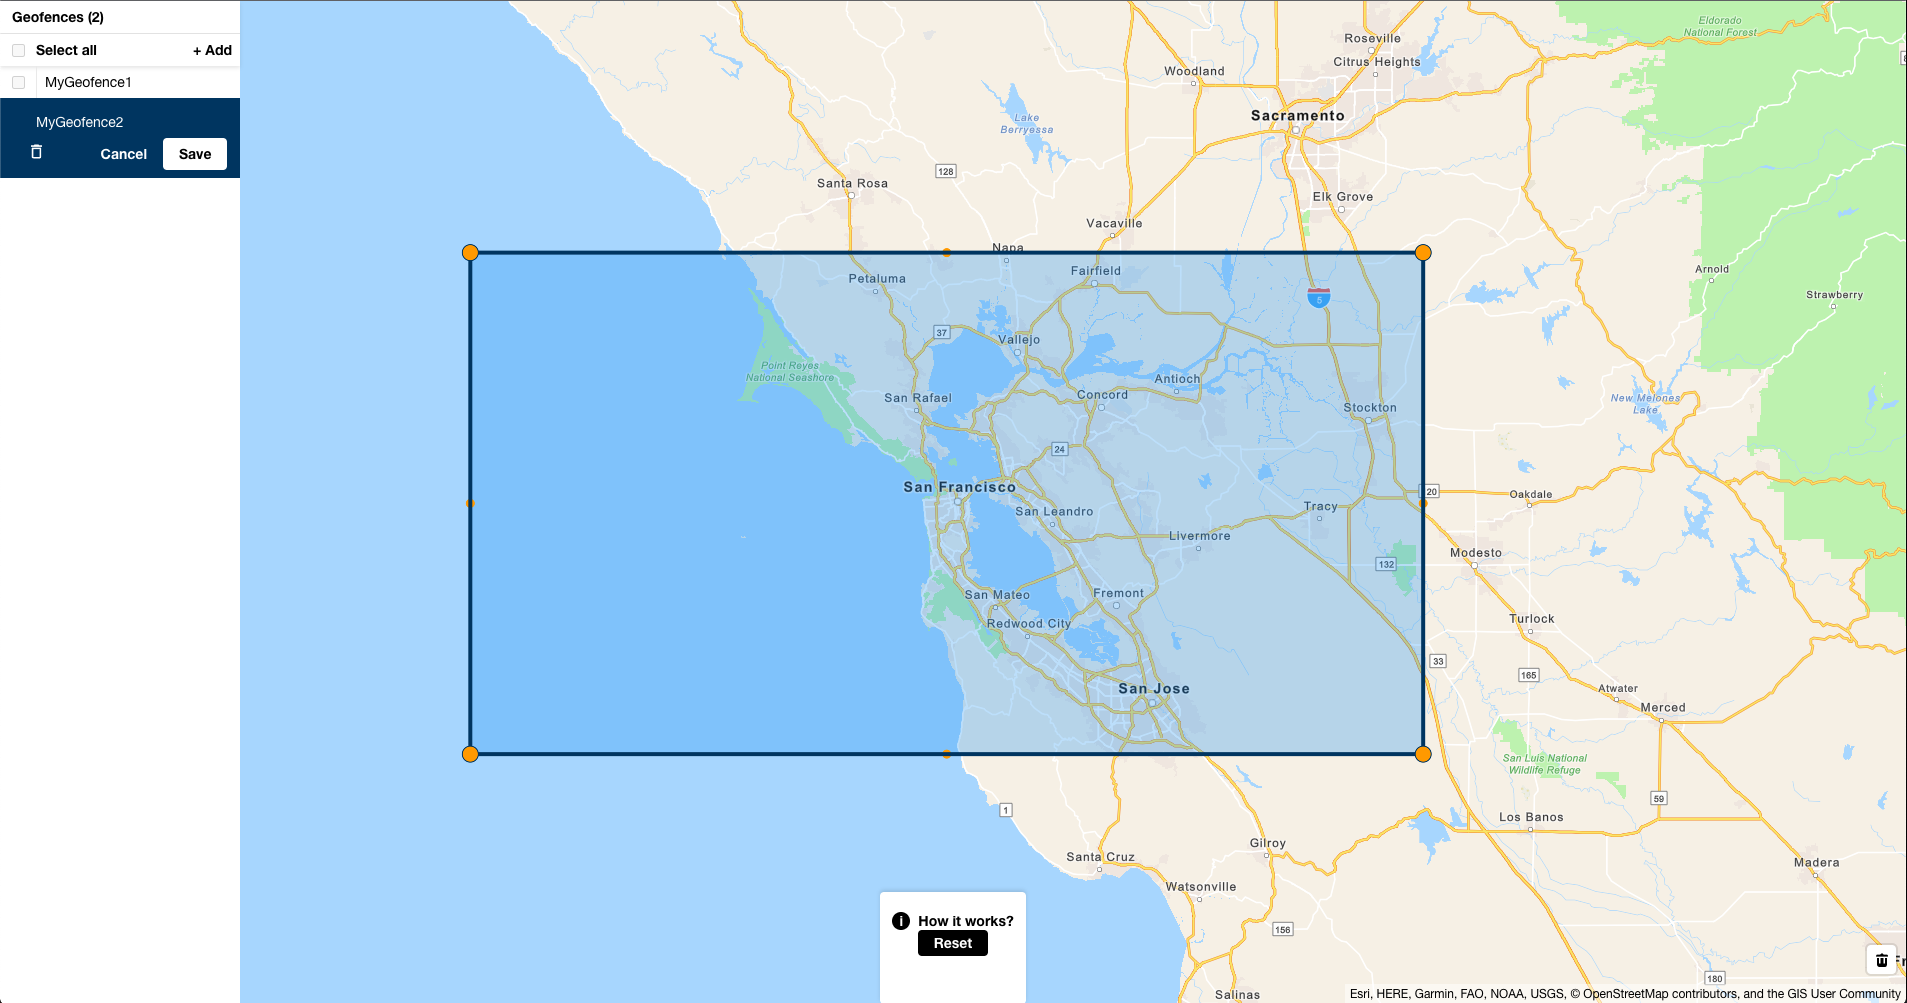 Geofences (2)
Select all
+ Add
MyGeofence1
MyGeofence2
Cancel
Save
Eldorado
National Forest
Roseville
Citrus Heights
Woodland
Sacramento
Lake
Berryessa
128
Santa Rosa
Elk Grove
Vacaville
Napa
Fairfield
Petaluma
5
Arnold
Strawberry
37
Vallejo
Point Reyes
National Seashore
Antioch
Concord
San Rafael
Stockton
New Melones
Lake
24
San Francisco
20
Oakdale
Tracy
San Leandro
Livermore
Modesto
132
San Mateo
Fremont
Redwood City
Turlock
33
165
San Jose
Atwater
Merced
San Luis National
Wildlife Refuge
59
1
Los Banos
Gilroy
Santa Cruz
Madera
Watsonville
i How it works?
Reset
156
180
Salinas
Fr
Esri, HERE, Garmin, FAO, NOAA, USGS, © OpenStreetMap contributors, and the GIS User Community